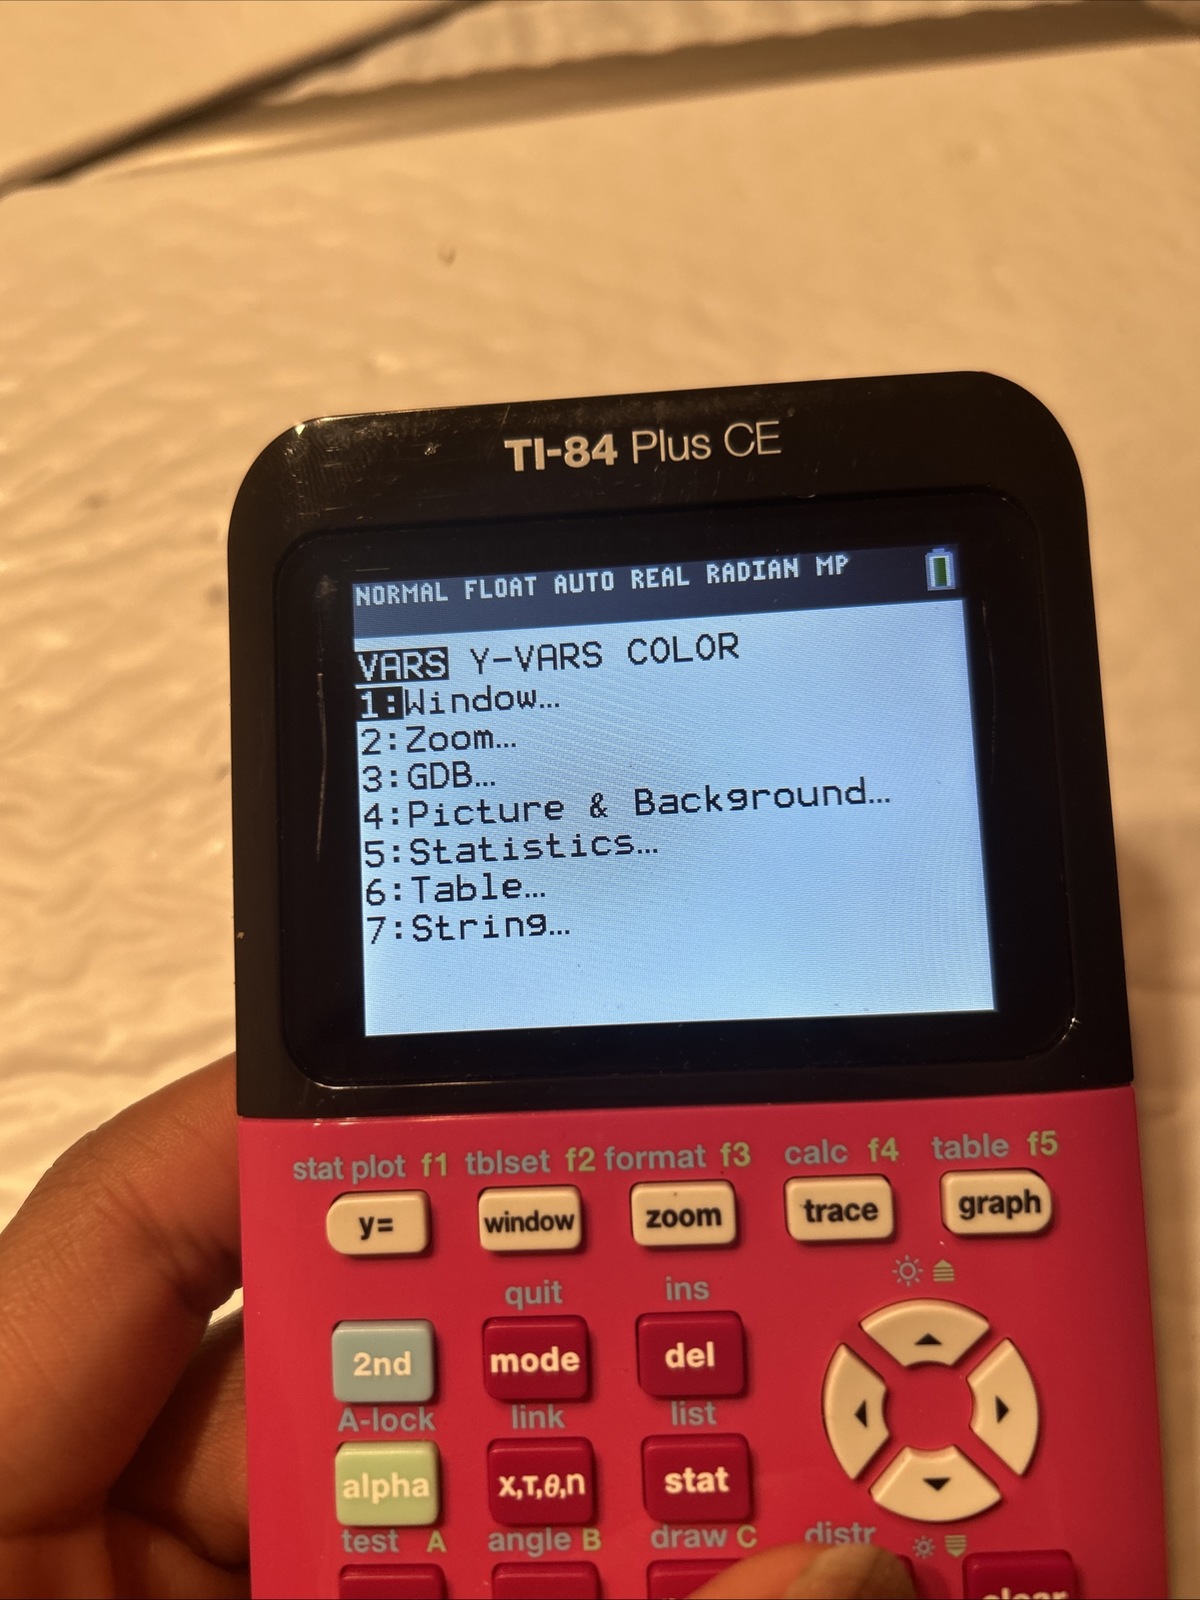 TI-84 Plus CE
NORMAL FLOAT AUTO REAL RADIAN MP
VARS Y-VARS COLOR
1:Window...
2:Zoom...
3:GDB...
4:Picture & Background...
5:Statistics...
6:Table...
7:String...
stat plot f1 tblset f2 format f3 calc f4 table f5
y= window zoom trace graph
quit ins
2nd mode del
A-lock link list
alpha X,T,θ,n stat
test A angle B draw C distr
clear